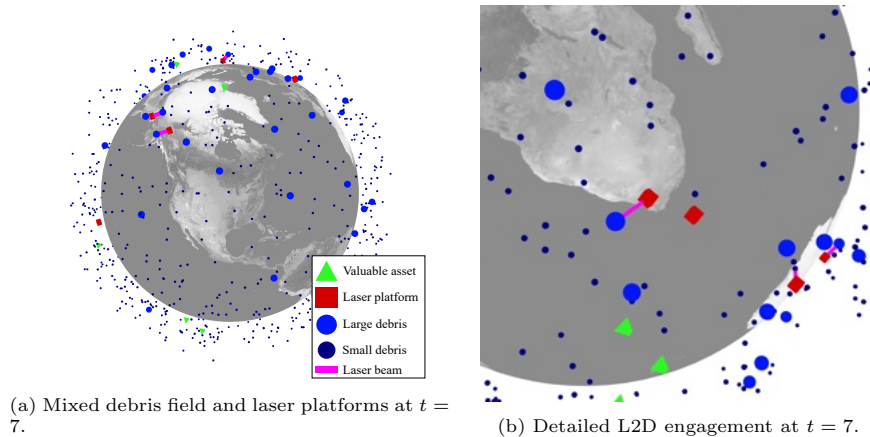 Valuable asset
Laser platform
Large debris
Small debris
Laser beam
(a) Mixed debris field and laser platforms at t =
7.
(b) Detailed L2D engagement at t = 7.